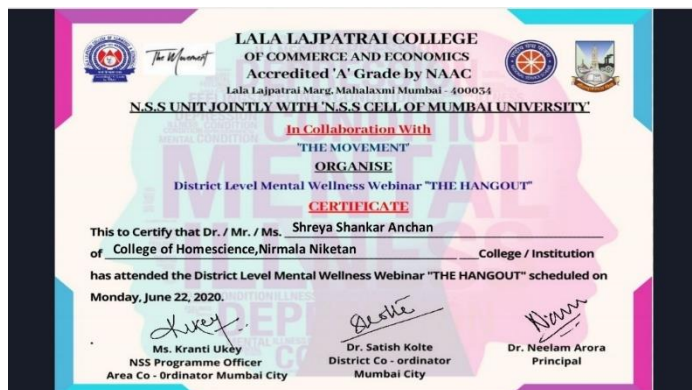 The Movement
LALA LAJPATRAI COLLEGE
OF COMMERCE AND ECONOMICS
Accredited 'A' Grade by NAAC
Lala Lajpatrai Marg, Mahalaxmi Mumbai - 400034
N.S.S UNIT JOINTLY WITH 'N.S.S CELL OF MUMBAI UNIVERSITY'
In Collaboration With
'THE MOVEMENT'
ORGANISE
District Level Mental Wellness Webinar "THE HANGOUT"
CERTIFICATE
This to Certify that Dr. / Mr. / Ms. Shreya Shankar Anchan
of College of Homescience,Nirmala Niketan College / Institution
has attended the District Level Mental Wellness Webinar "THE HANGOUT" scheduled on
Monday, June 22, 2020.
Ms. Kranti Ukey
NSS Programme Officer
Area Co - 0rdinator Mumbai City
Dr. Satish Kolte
District Co - ordinator
Mumbai City
Dr. Neelam Arora
Principal
MENTAL
ILLNESS
CONDITION